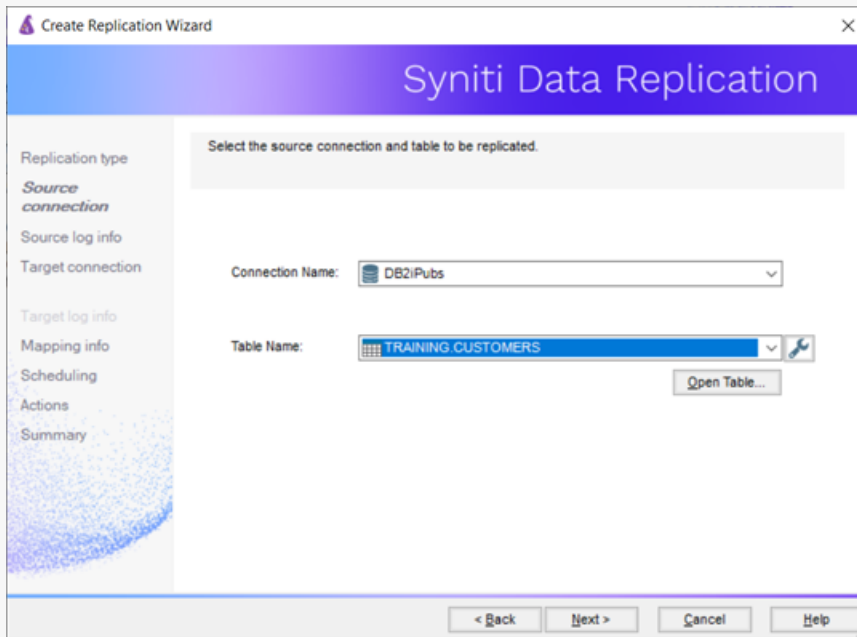 Create Replication Wizard
Syniti Data Replication
Replication type
Source
connection
Source log info
Target connection
Target log info
Mapping info
Scheduling
Actions
Summary
Select the source connection and table to be replicated.
Connection Name: DB2iPubs
Table Name: TRAINING.CUSTOMERS
Open Table...
< Back Next > Cancel Help